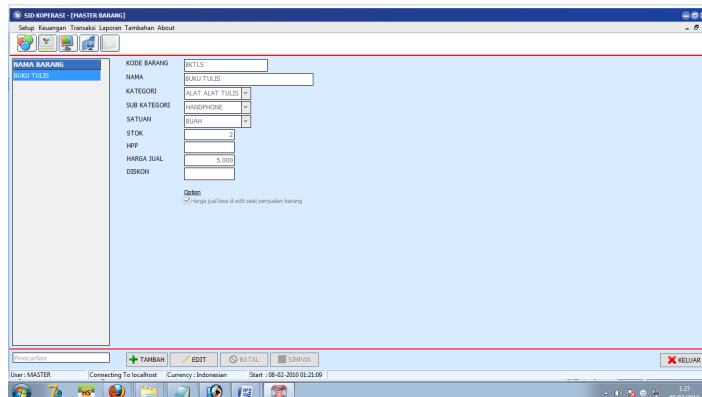 SID KOPERASI - [MASTER BARANG]
Setup Keuangan Transaksi Laporan Tambahan About
NAMA BARANG
BUKU TULIS
KODE BARANG BKTLS
NAMA BUKU TULIS
KATEGORI ALAT ALAT TULIS
SUB KATEGORI HANDPHONE
SATUAN BUAH
STOK 2
HPP
HARGA JUAL 5.000
DISKON
Option
Harga jual bisa di edit saat penjualan barang
Pencarian TAMBAH EDIT BATAL SIMPAN KELUAR
User : MASTER Connecting To localhost Currency : Indonesian Start : 08-02-2010 01:21:09
HS
1:27